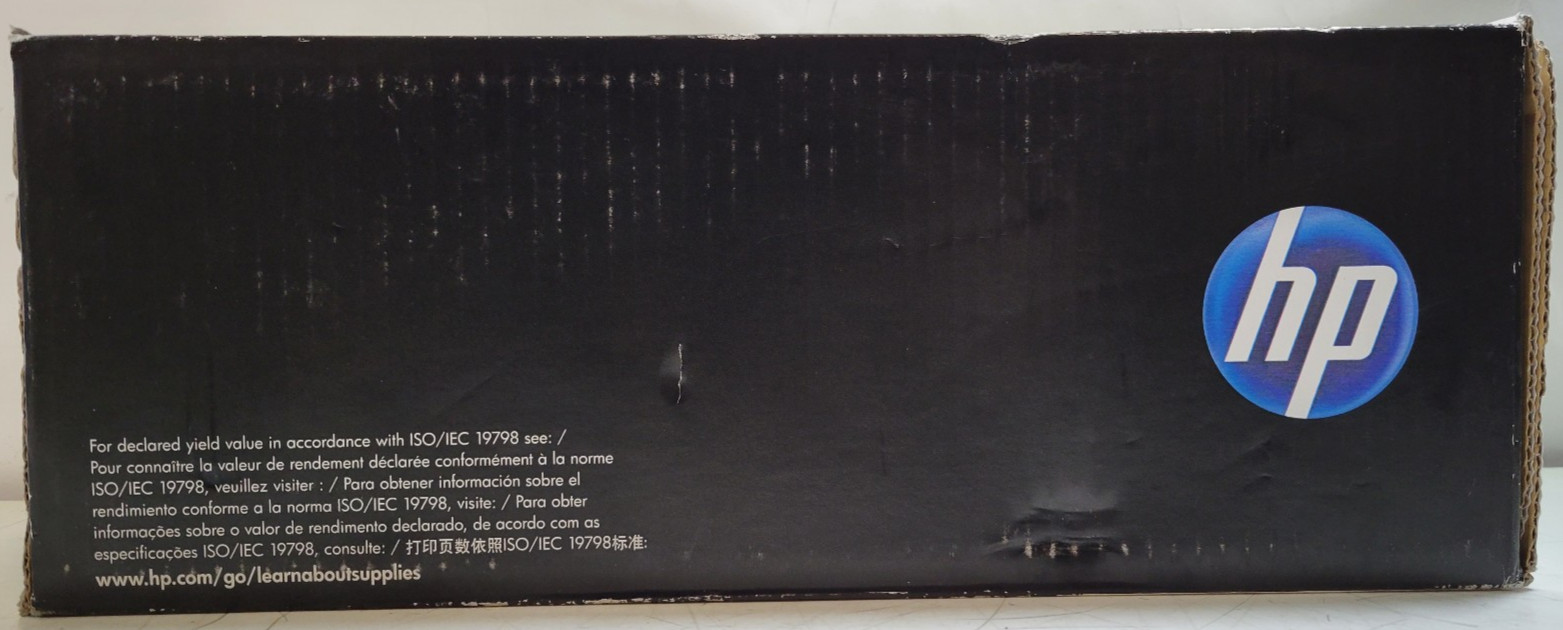 hp
For declared yield value in accordance with ISO/IEC 19798 see: /
Pour connaître la valeur de rendement déclarée conformément à la norme
ISO/IEC 19798, veuillez visiter : / Para obtener información sobre el
rendimiento conforme a la norma ISO/IEC 19798, visite: / Para obter
informações sobre o valor de rendimento declarado, de acordo com as
especificações ISO/IEC 19798, consulte: / 打印页数依照ISO/IEC 19798标准:
www.hp.com/go/learnaboutsupplies